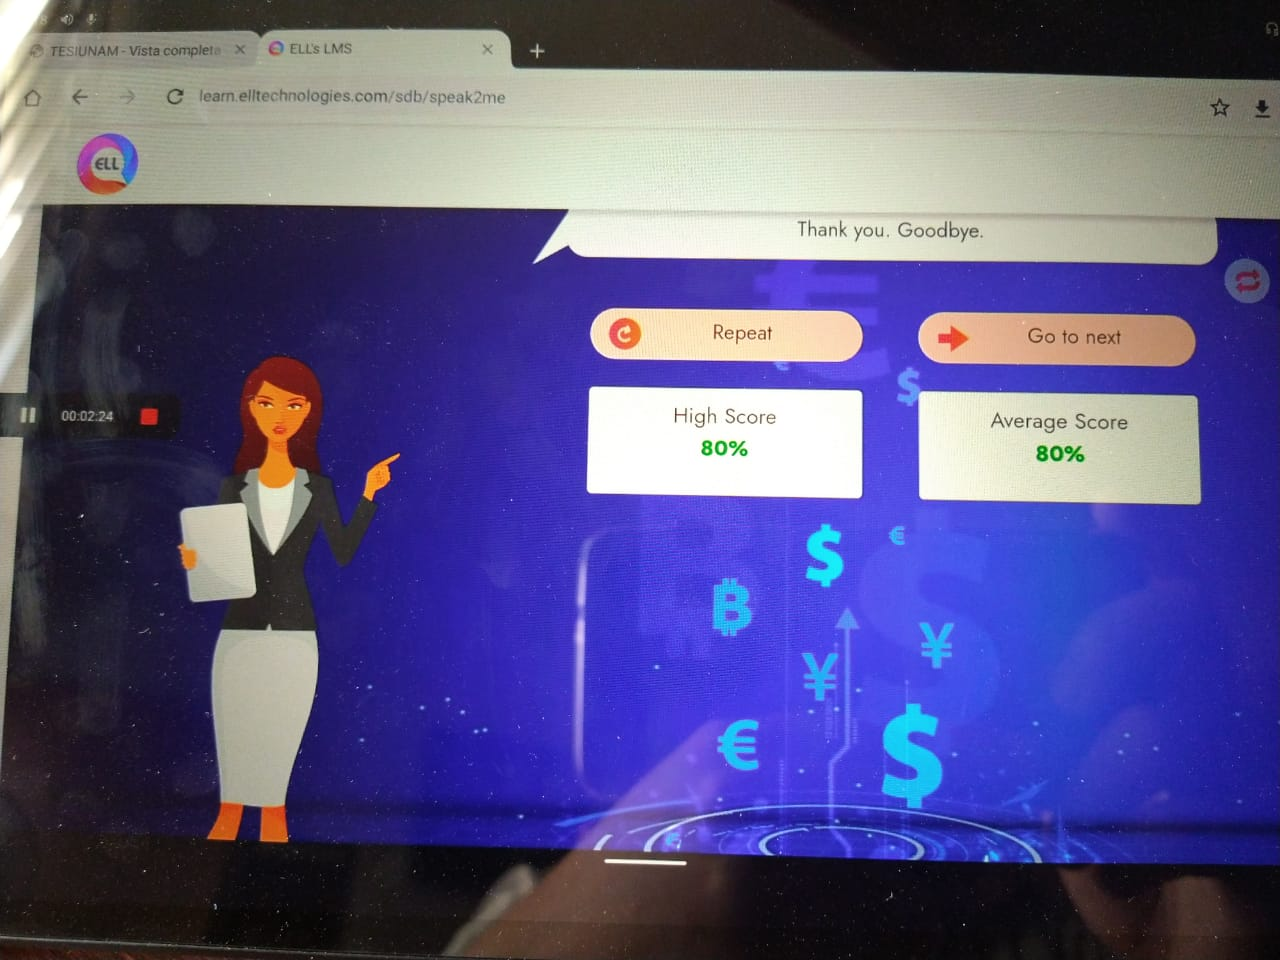 TESIUNAM - Vista completa
ELL's LMS
learn.elltechnologies.com/sdb/speak2me
ELL
Thank you. Goodbye.
Repeat
Go to next
00:02:24
High Score
80%
Average Score
80%